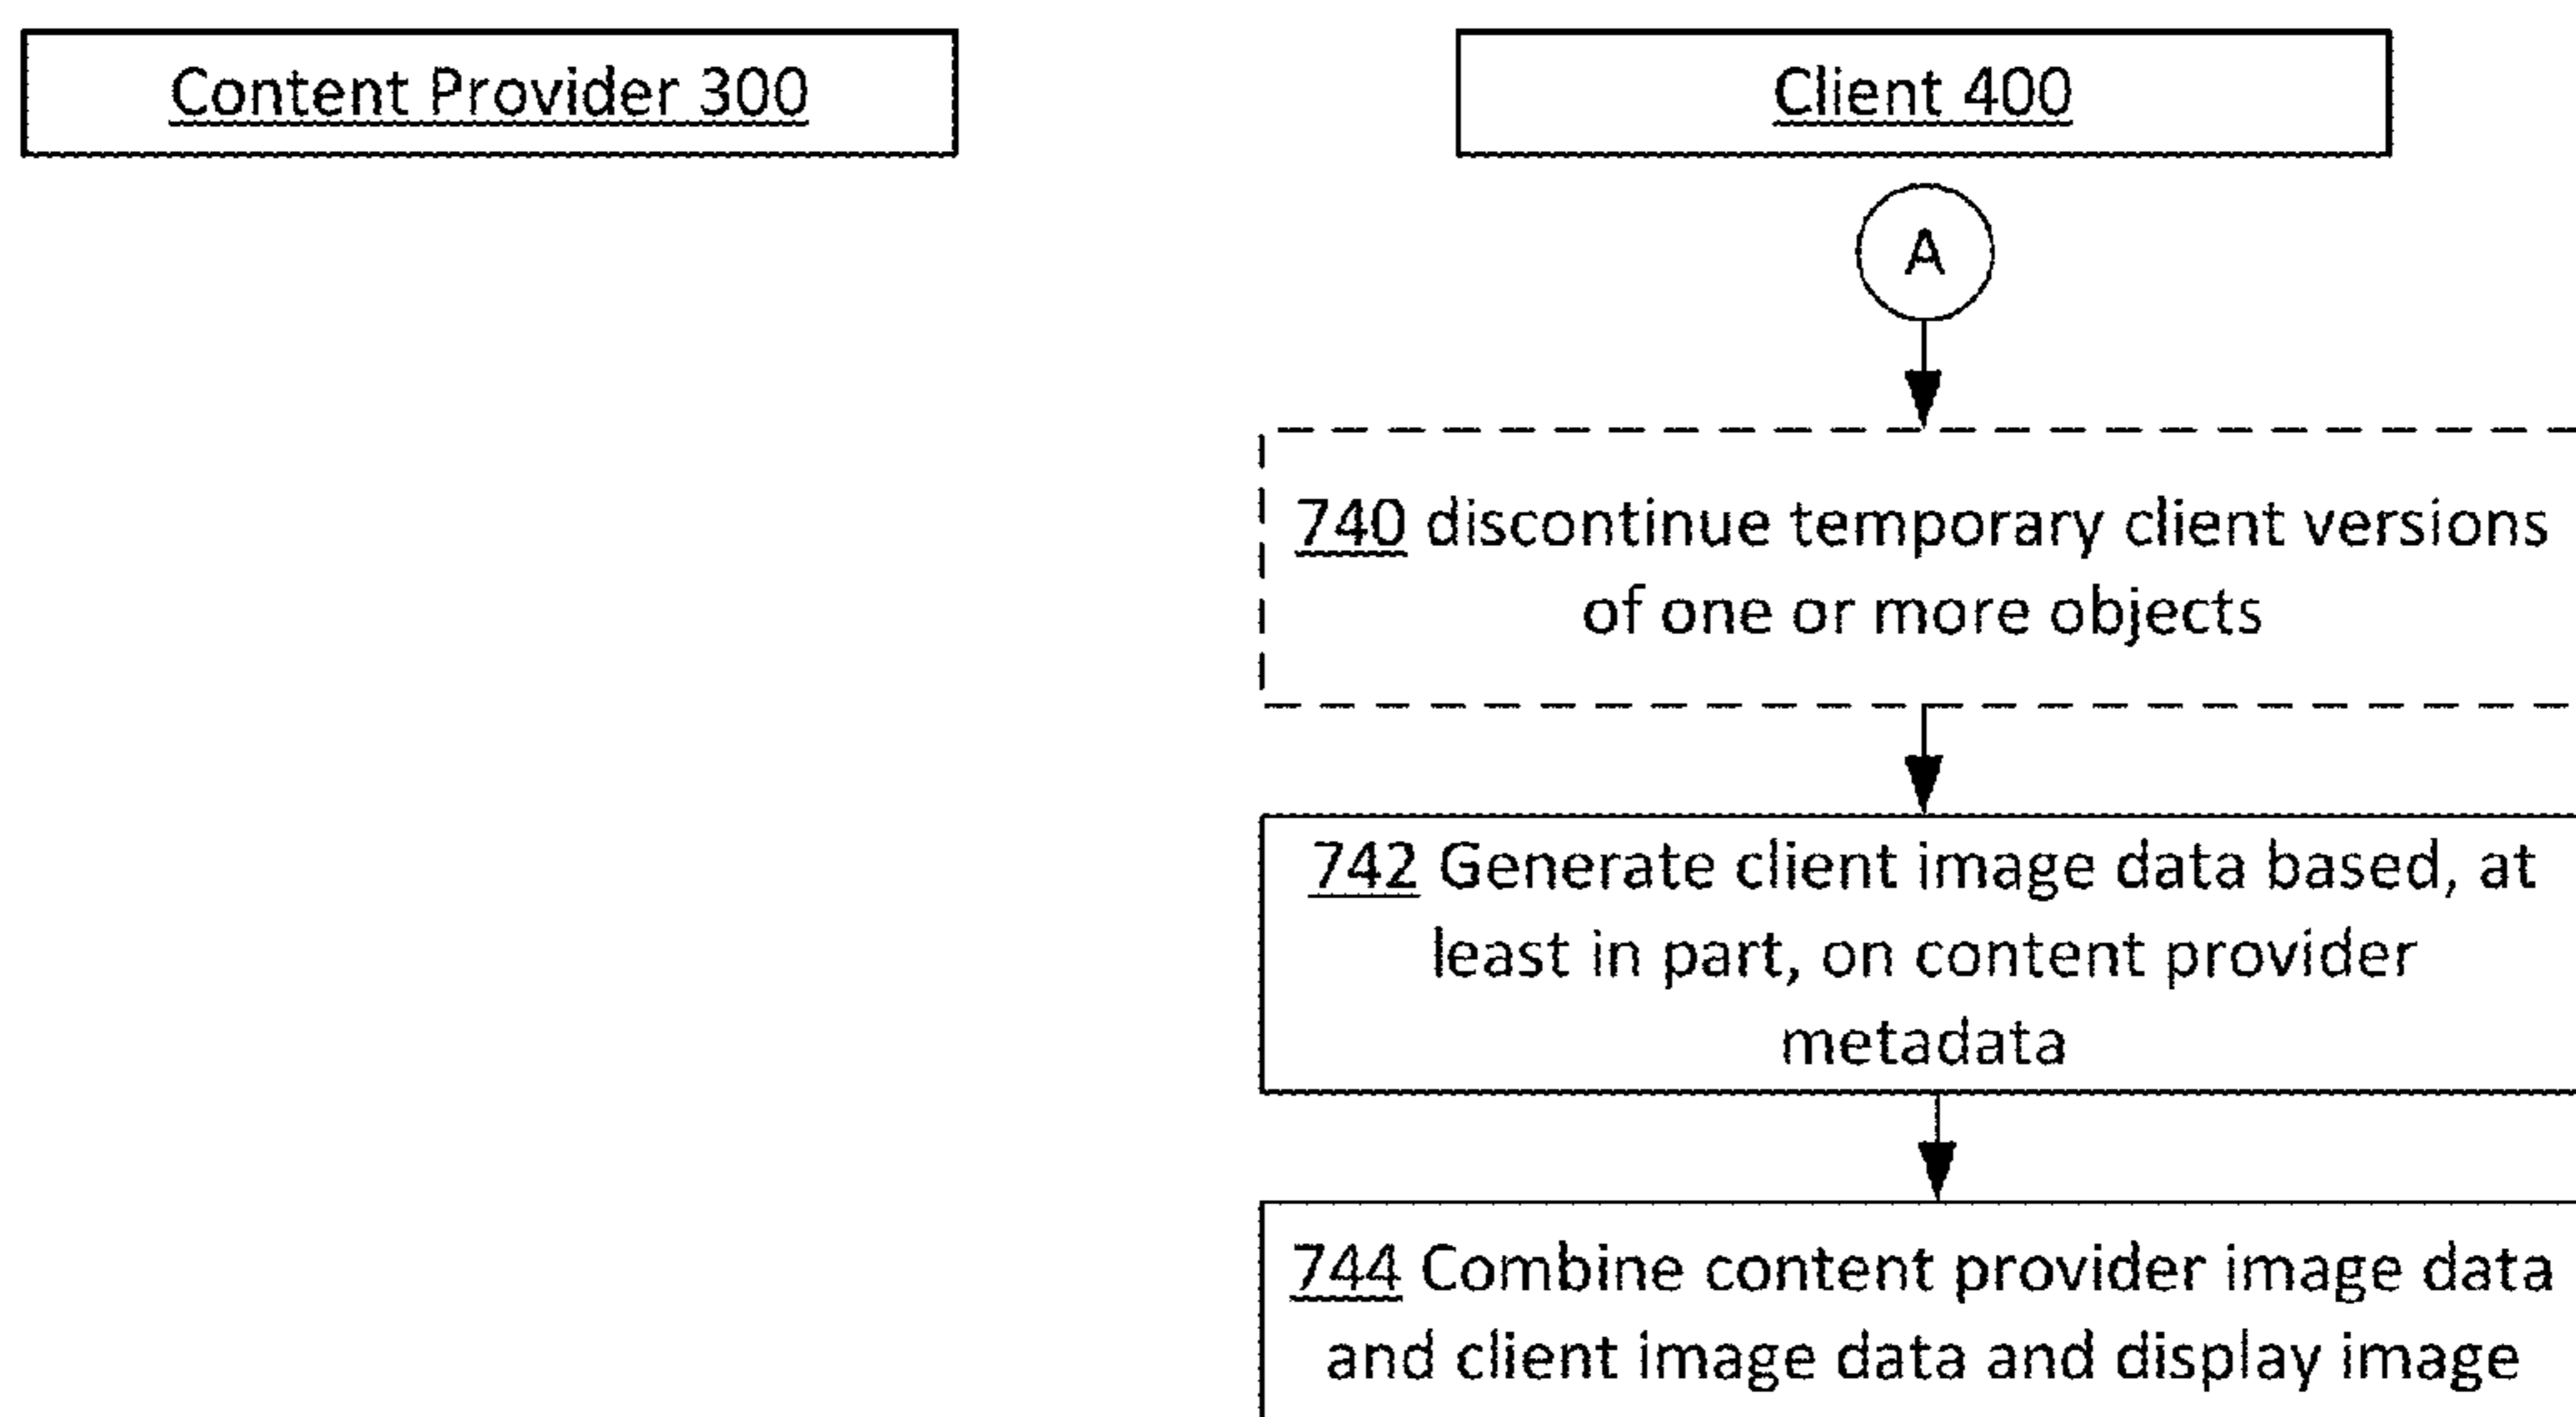 Content Provider 300
Client 400
A
740 discontinue temporary client versions
of one or more objects
742 Generate client image data based, at
least in part, on content provider
metadata
744 Combine content provider image data
and client image data and display image